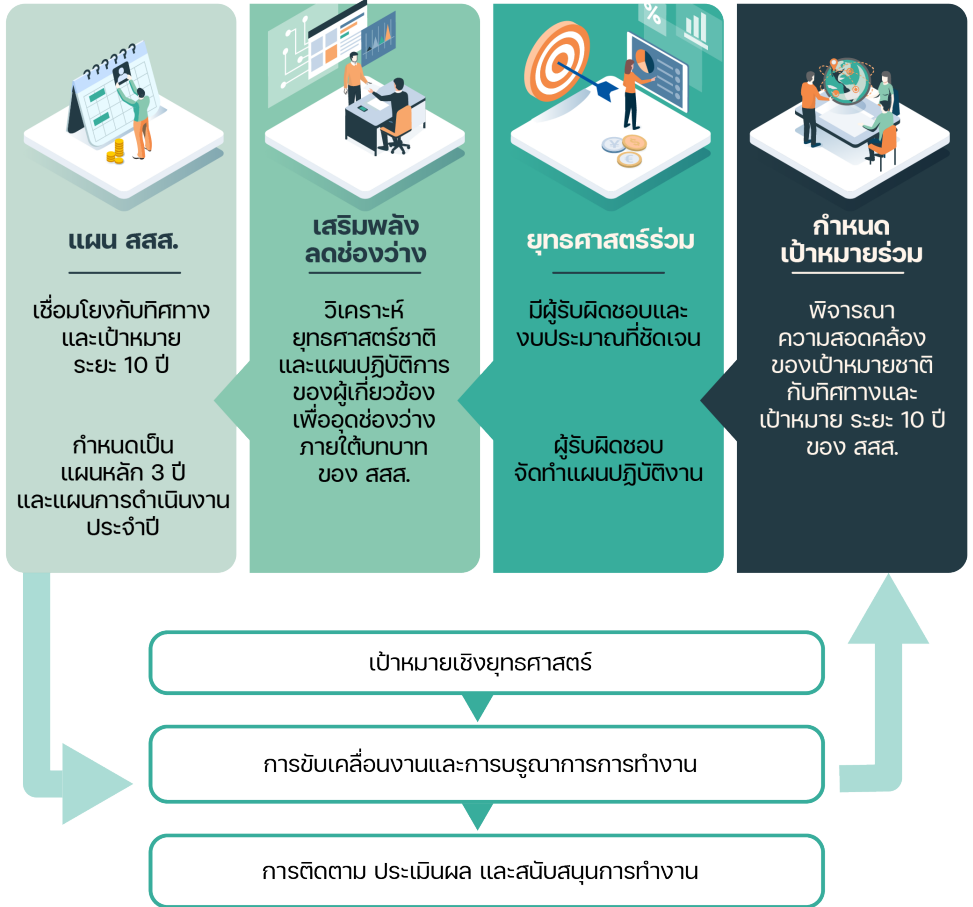 แผน สสส.
เชื่อมโยงกับทิศทาง
และเป้าหมาย
ระยะ 10 ปี
กำหนดเป็น
แผนหลัก 3 ปี
และแผนการดำเนินงาน
ประจำปี
เสริมพลัง
ลดช่องว่าง
วิเคราะห์
ยุทธศาสตร์ชาติ
และแผนปฏิบัติการ
ของผู้เกี่ยวข้อง
เพื่ออุดช่องว่าง
ภายใต้บทบาท
ของ สสส.
ยุทธศาสตร์ร่วม
มีผู้รับผิดชอบและ
งบประมาณที่ชัดเจน
ผู้รับผิดชอบ
จัดทำแผนปฏิบัติงาน
กำหนด
เป้าหมายร่วม
พิจารณา
ความสอดคล้อง
ของเป้าหมายชาติ
กับทิศทางและ
เป้าหมาย ระยะ 10 ปี
ของ สสส.
เป้าหมายเชิงยุทธศาสตร์
การขับเคลื่อนงานและการบรูณาการการทำงาน
การติดตาม ประเมินผล และสนับสนุนการทำงาน